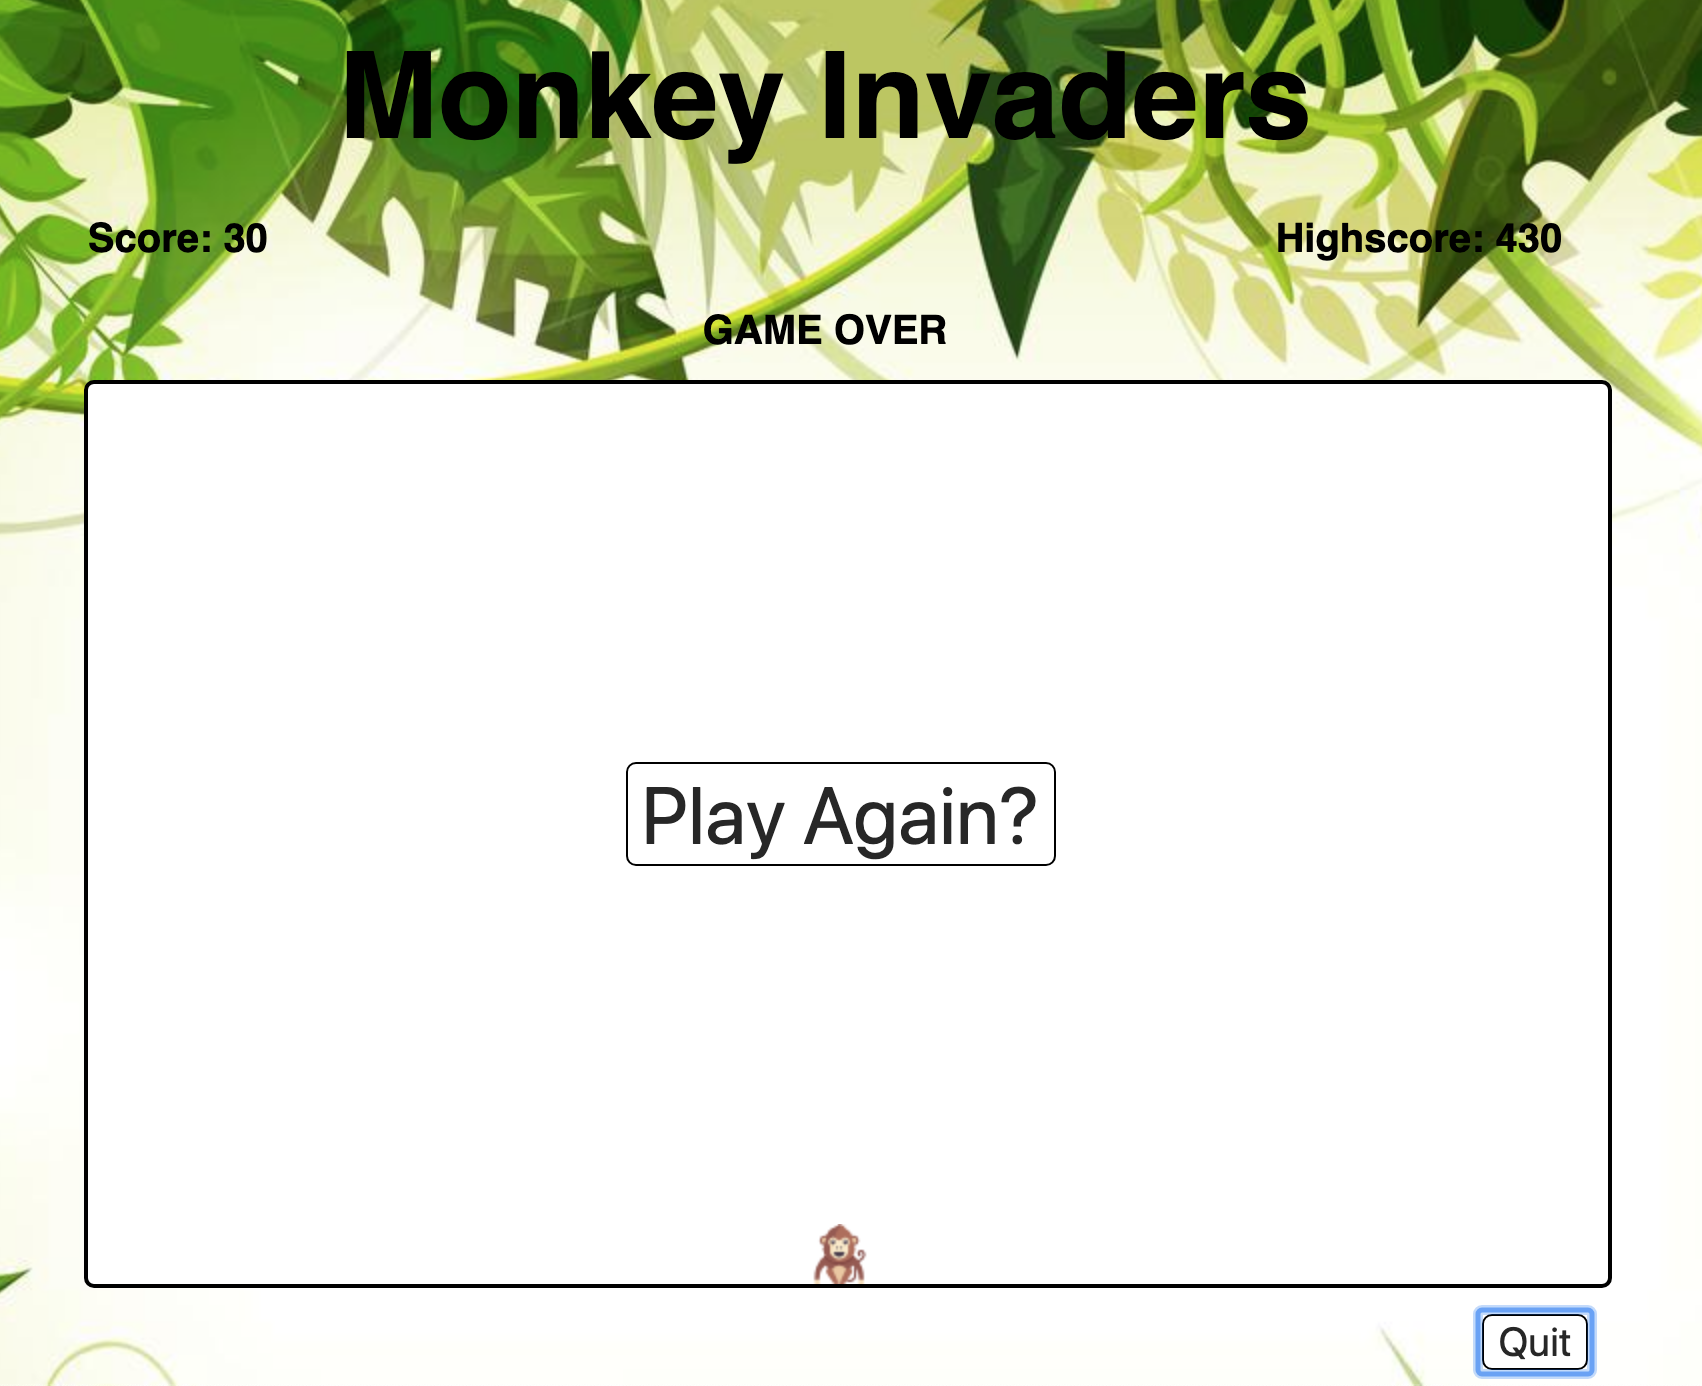 Monkey Invaders
Score: 30
Highscore: 430
GAME OVER
Play Again?
Quit